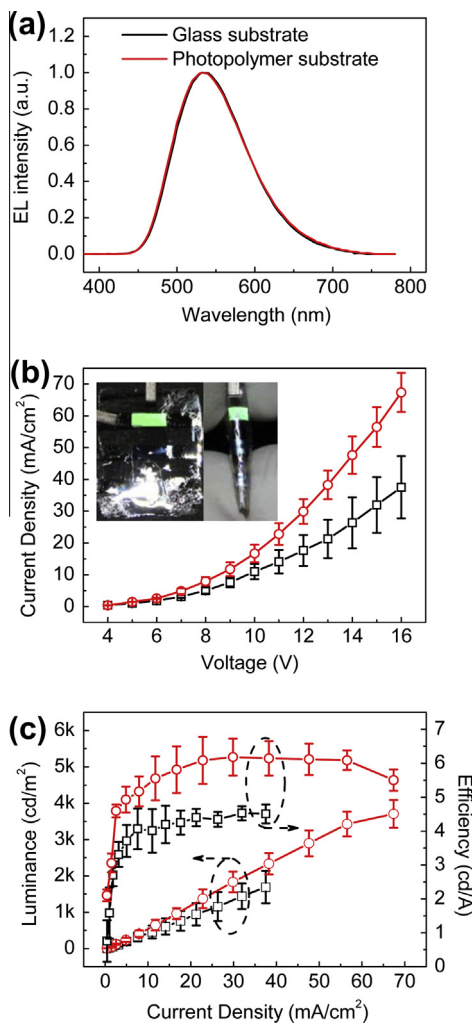 (a)
Glass substrate
Photopolymer substrate
EL intensity (a.u.)
1.2
1.0
0.8
0.6
0.4
0.2
0.0
400 500 600 700 800
Wavelength (nm)
(b)
Current Density (mA/cm²)
70
60
50
40
30
20
10
0
4 6 8 10 12 14 16
Voltage (V)
(c)
Luminance (cd/m²)
6k
5k
4k
3k
2k
1k
0
7
6
5
4
3
2
1
0
Efficiency (cd/A)
0 10 20 30 40 50 60 70
Current Density (mA/cm²)